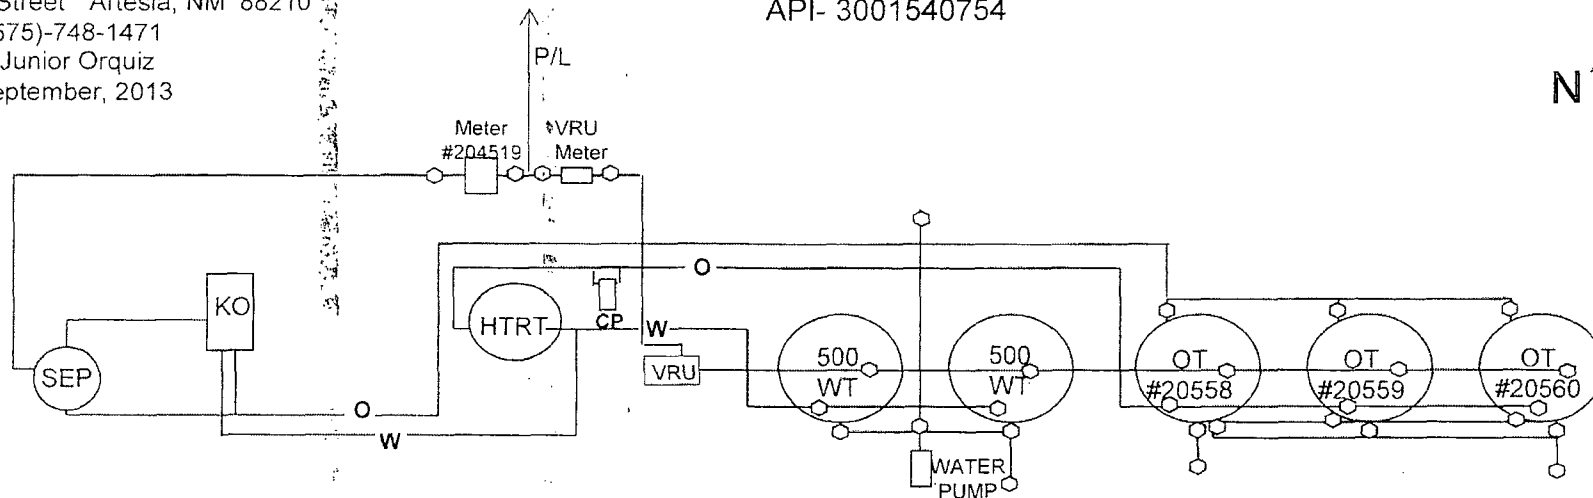 Street Artesia, NM 88210
575)-748-1471
Junior Orquiz
eptember, 2013
API- 3001540754
N
P/L
Meter
#204519
VRU
Meter
KO
SEP
O
W
HTRT
CP
O
W
VRU
500
WT
500
WT
WATER
PUMP
OT
#20558
OT
#20559
OT
#20560